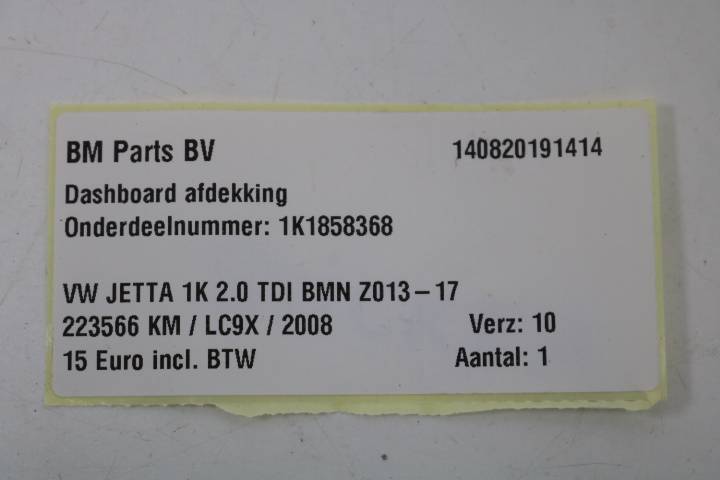 BM Parts BV 140820191414
Dashboard afdekking
Onderdeelnummer: 1K1858368
VW JETTA 1K 2.0 TDI BMN Z013-17
223566 KM / LC9X / 2008 Verz: 10
15 Euro incl. BTW Aantal: 1